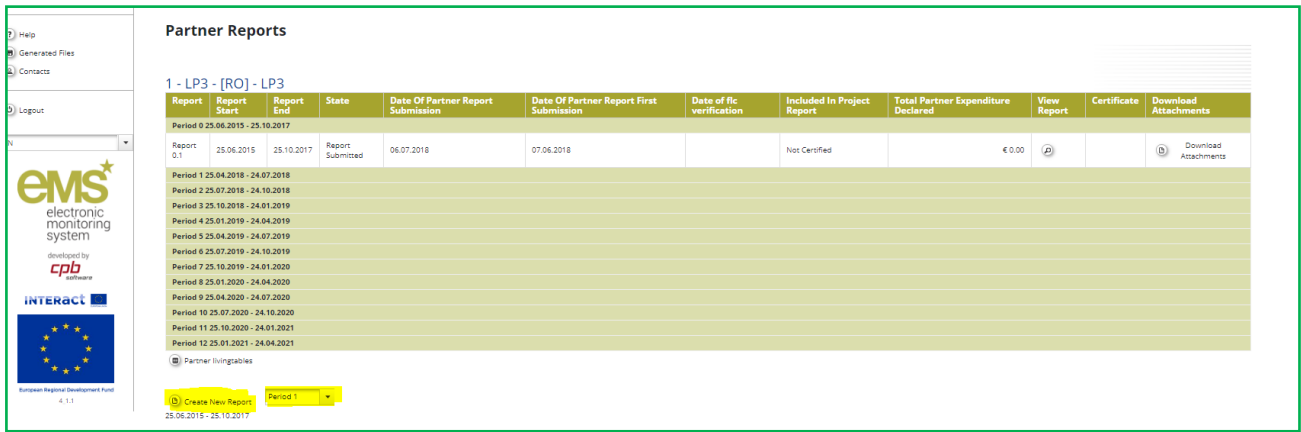 Help
Generated Files
Contacts
Logout
N
eMS
electronic
monitoring
system
developed by
cpb
software
INTERACT
European Regional Development Fund
4_1.1
Partner Reports
1 - LP3 - [RO] - LP3
Report Report Start Report End State Date Of Partner Report Submission Date Of Partner Report First Submission Date of flc verification Included In Project Report Total Partner Expenditure Declared View Report Certificate Download Attachments
Period 0 25.06.2015 - 25.10.2017
Report 0.1 25.06.2015 25.10.2017 Report Submitted 06.07.2018 07.06.2018 Not Certified € 0.00 Download Attachments
Period 1 25.04.2018 - 24.07.2018
Period 2 25.07.2018 - 24.10.2018
Period 3 25.10.2018 - 24.01.2019
Period 4 25.01.2019 - 24.04.2019
Period 5 25.04.2019 - 24.07.2019
Period 6 25.07.2019 - 24.10.2019
Period 7 25.10.2019 - 24.01.2020
Period 8 25.01.2020 - 24.04.2020
Period 9 25.04.2020 - 24.07.2020
Period 10 25.07.2020 - 24.10.2020
Period 11 25.10.2020 - 24.01.2021
Period 12 25.01.2021 - 24.04.2021
Partner livingtables
Create New Report Period 1
25.06.2015 - 25.10.2017